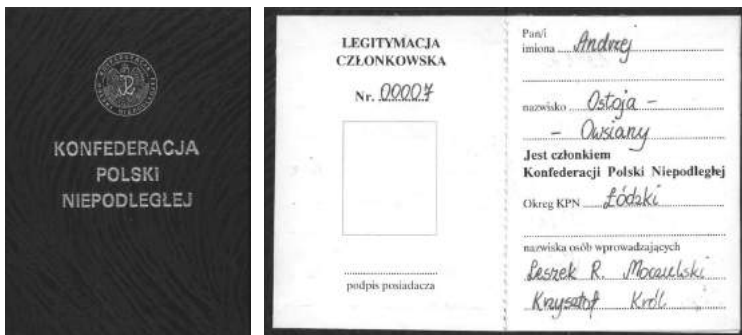 KONFEDERACJA
POLSKI
NIEPODLEGŁEJ
LEGITYMACJA
CZŁONKOWSKA
Nr. 00007
podpis posiadacza
Pan/i
imiona Andrzej
nazwisko Ostoja -
- Owsiany
Jest członkiem
Konfederacji Polski Niepodległej
Okręg KPN Łódzki
nazwiska osób wprowadzających
Leszek R. Moczulski
Krzysztof Król